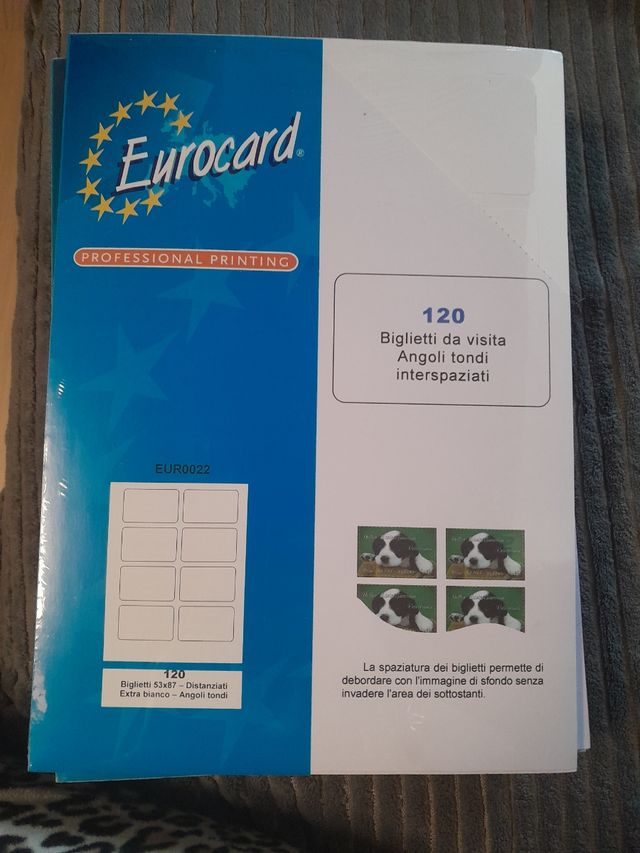 Eurocard®
PROFESSIONAL PRINTING
120
Biglietti da visita
Angoli tondi
interspaziati
EUR0022
120
Biglietti 53x87 – Distanziati
Extra bianco – Angoli tondi
La spaziatura dei biglietti permette di
debordare con l'immagine di sfondo senza
invadere l'area dei sottostanti.